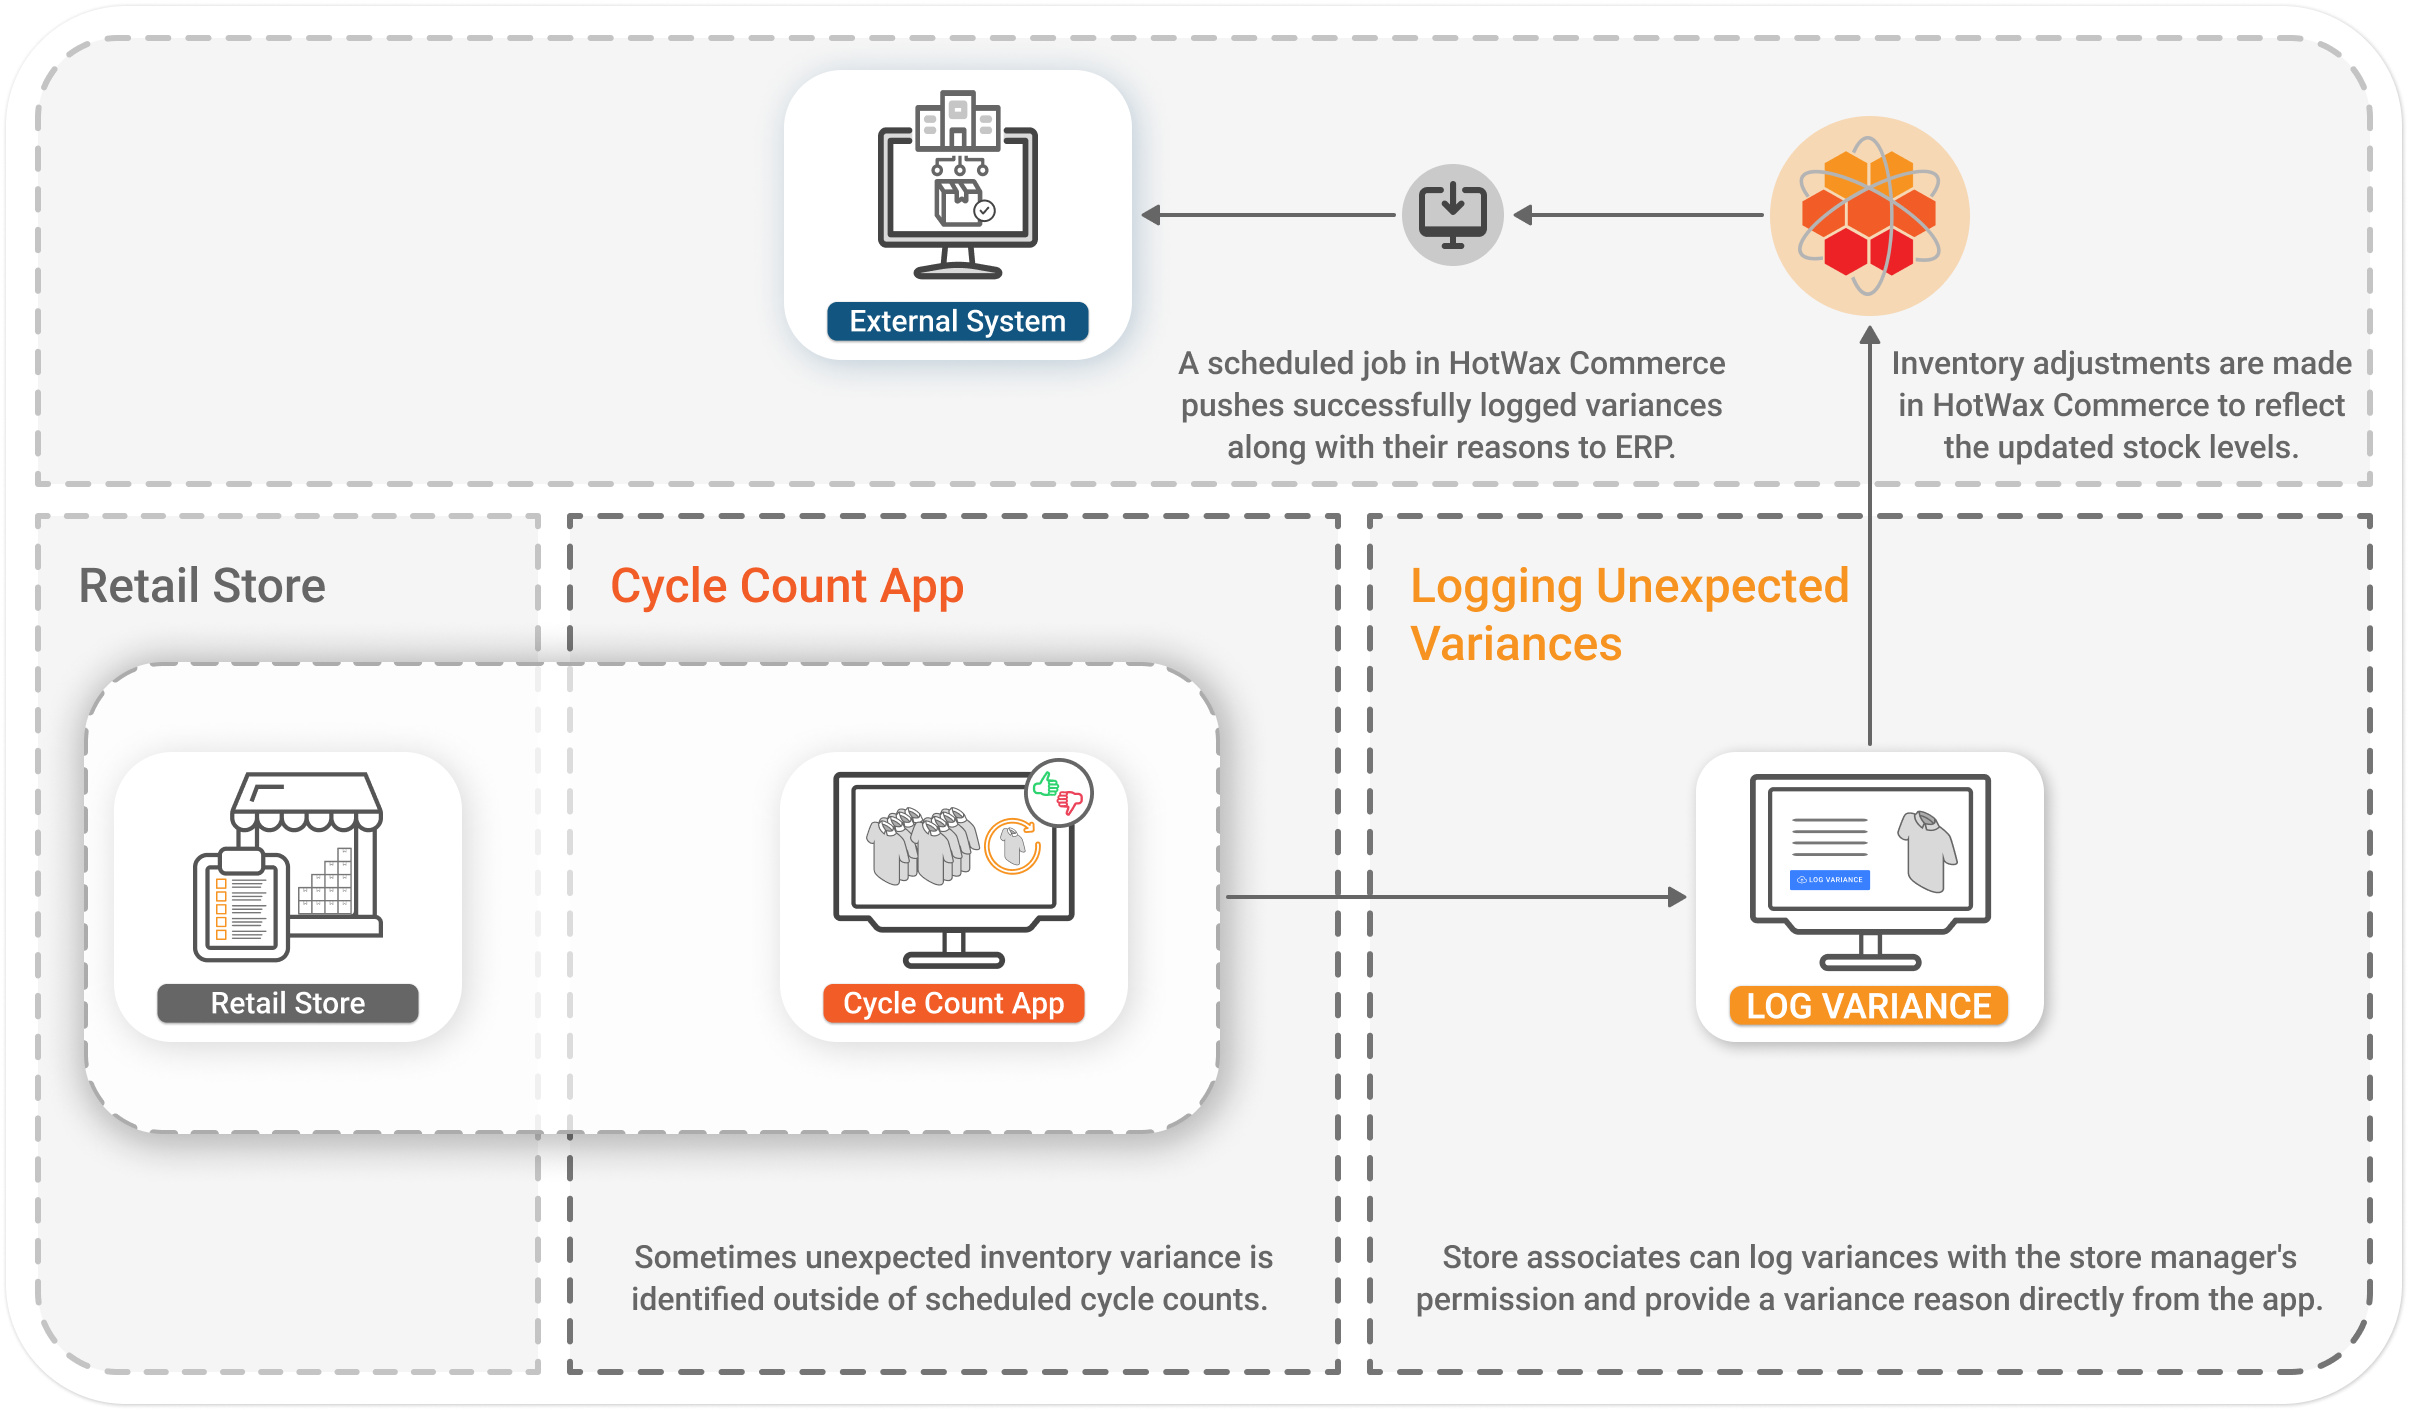 External System
A scheduled job in HotWax Commerce
pushes successfully logged variances
along with their reasons to ERP.
Inventory adjustments are made
in HotWax Commerce to reflect
the updated stock levels.
Retail Store
Cycle Count App
Logging Unexpected
Variances
Retail Store
Cycle Count App
LOG VARIANCE
LOG VARIANCE
Sometimes unexpected inventory variance is
identified outside of scheduled cycle counts.
Store associates can log variances with the store manager's
permission and provide a variance reason directly from the app.